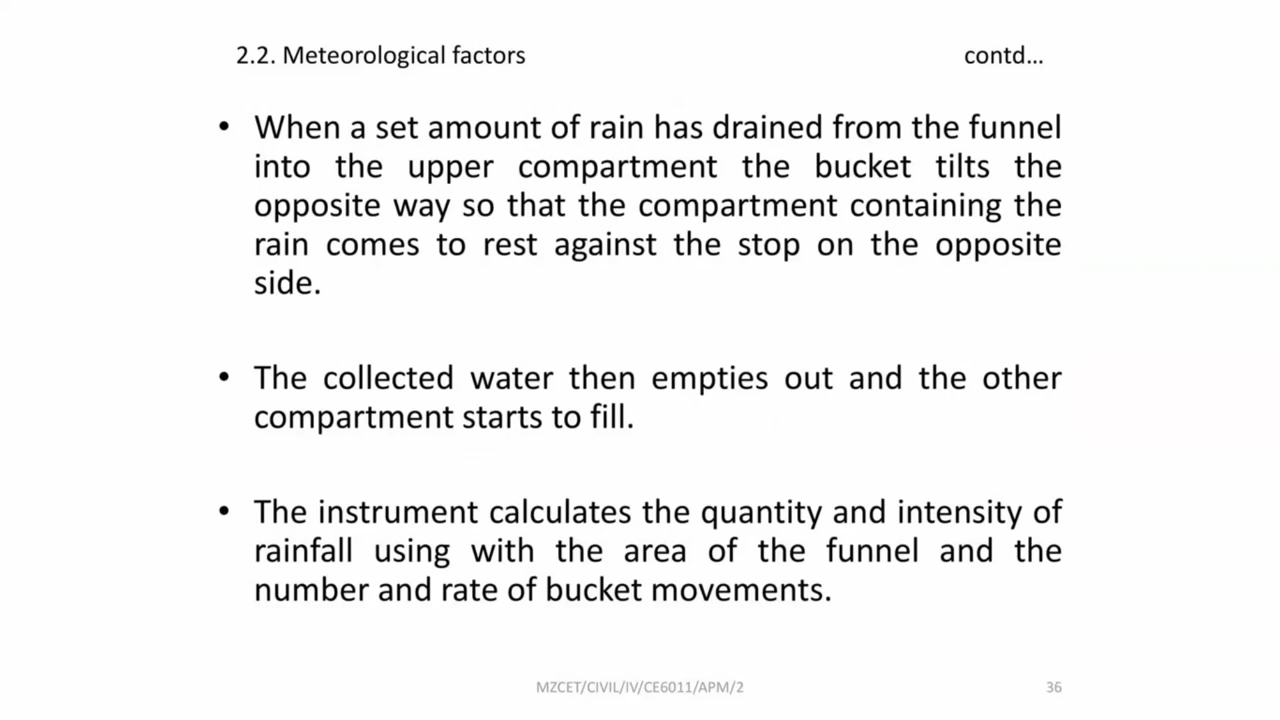 2.2. Meteorological factors contd...
• When a set amount of rain has drained from the funnel
into the upper compartment the bucket tilts the
opposite way so that the compartment containing the
rain comes to rest against the stop on the opposite
side.
• The collected water then empties out and the other
compartment starts to fill.
• The instrument calculates the quantity and intensity of
rainfall using with the area of the funnel and the
number and rate of bucket movements.
MZCET/CIVIL/IV/CE6011/APM/2 36